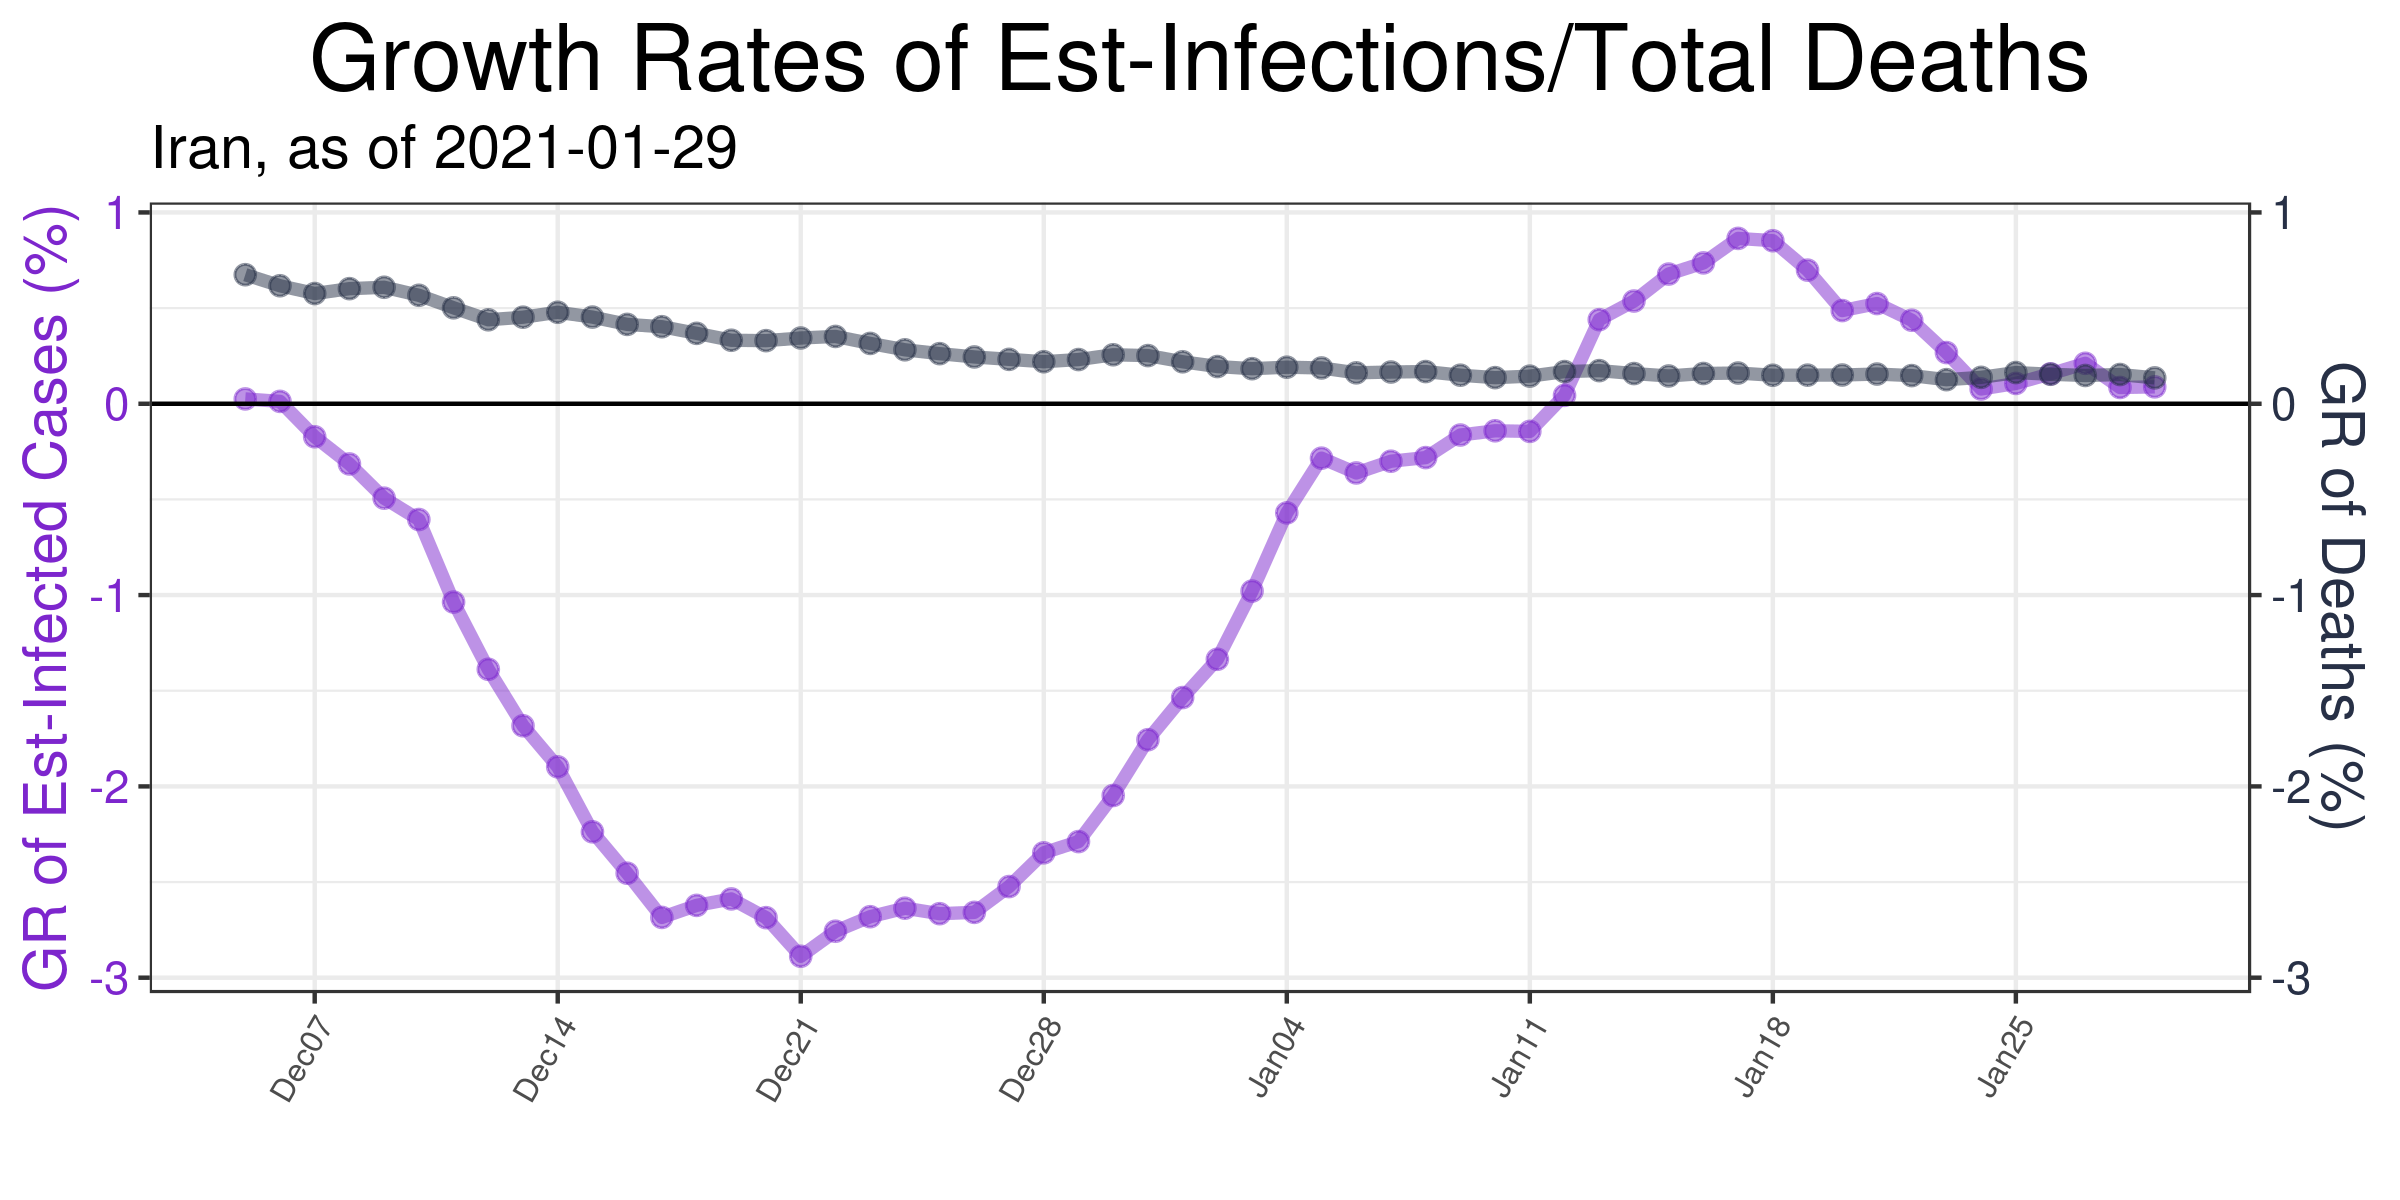 Growth Rates of Est-Infections/Total Deaths
Iran, as of 2021-01-29
GR of Est-Infected Cases (%)
1
0
-1
-2
-3
1
0
-1
-2
-3
GR of Deaths (%)
Dec07
Dec14
Dec21
Dec28
Jan04
Jan11
Jan18
Jan25